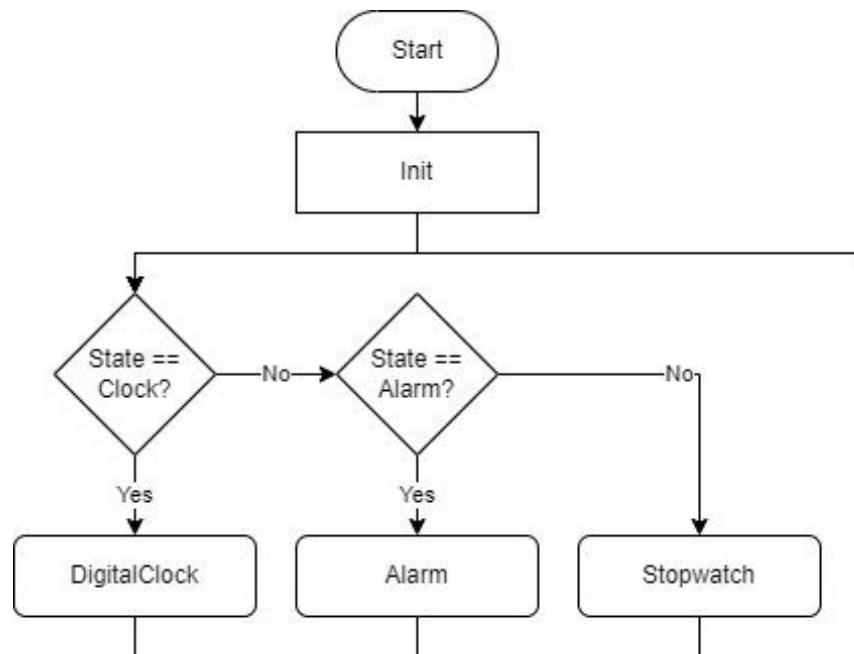 Start
Init
State ==
Clock?
No
State ==
Alarm?
No
Yes
Yes
DigitalClock
Alarm
Stopwatch